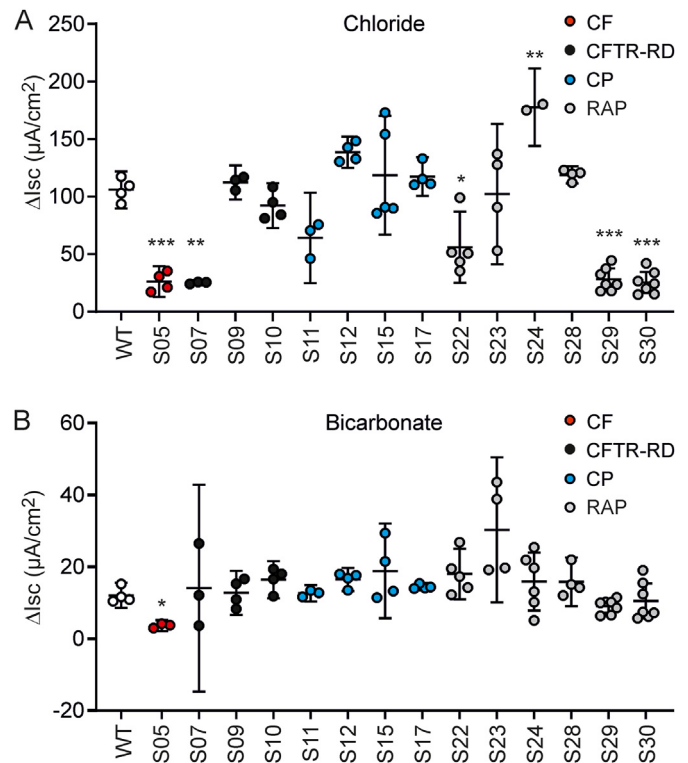 A
Chloride
ΔIsc (µA/cm2)
250
200
150
100
50
0
CF
CFTR-RD
CP
RAP
*** ** * ** *** ***
WT S05 S07 S09 S10 S11 S12 S15 S17 S22 S23 S24 S28 S29 S30
B
Bicarbonate
ΔIsc (µA/cm2)
60
40
20
0
-20
CF
CFTR-RD
CP
RAP
*
WT S05 S07 S09 S10 S11 S12 S15 S17 S22 S23 S24 S28 S29 S30